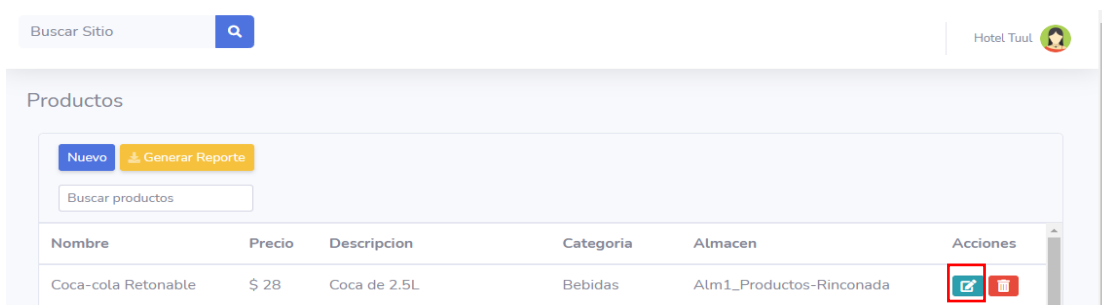 Buscar Sitio
Hotel Tuul
Productos
Nuevo Generar Reporte
Buscar productos
Nombre Precio Descripcion Categoria Almacen Acciones
Coca-cola Retonable $ 28 Coca de 2.5L Bebidas Alm1_Productos-Rinconada